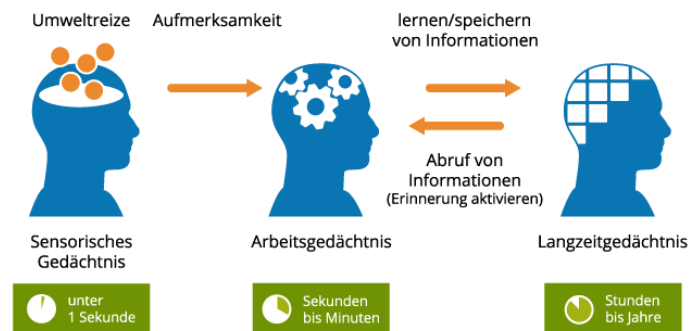 Umweltreize
Aufmerksamkeit
lernen/speichern
von Informationen
Abruf von
Informationen
(Erinnerung aktivieren)
Sensorisches
Gedächtnis
Arbeitsgedächtnis
Langzeitgedächtnis
unter
1 Sekunde
Sekunden
bis Minuten
Stunden
bis Jahre